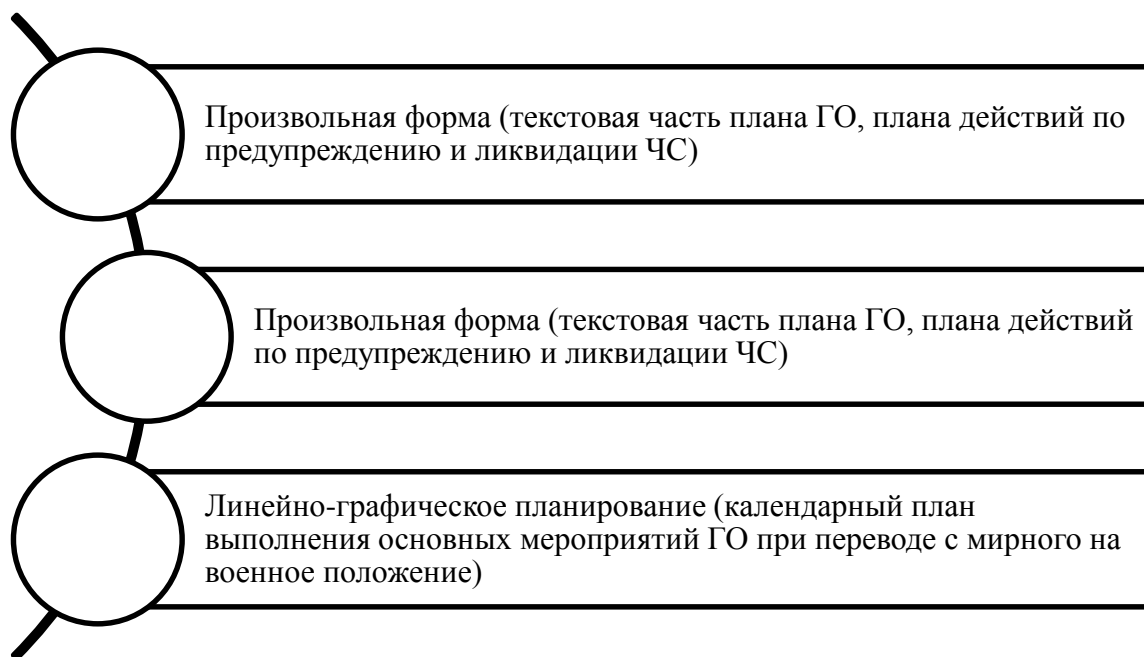 Произвольная форма (текстовая часть плана ГО, плана действий по
предупреждению и ликвидации ЧС)
Произвольная форма (текстовая часть плана ГО, плана действий
по предупреждению и ликвидации ЧС)
Линейно-графическое планирование (календарный план
выполнения основных мероприятий ГО при переводе с мирного на
военное положение)